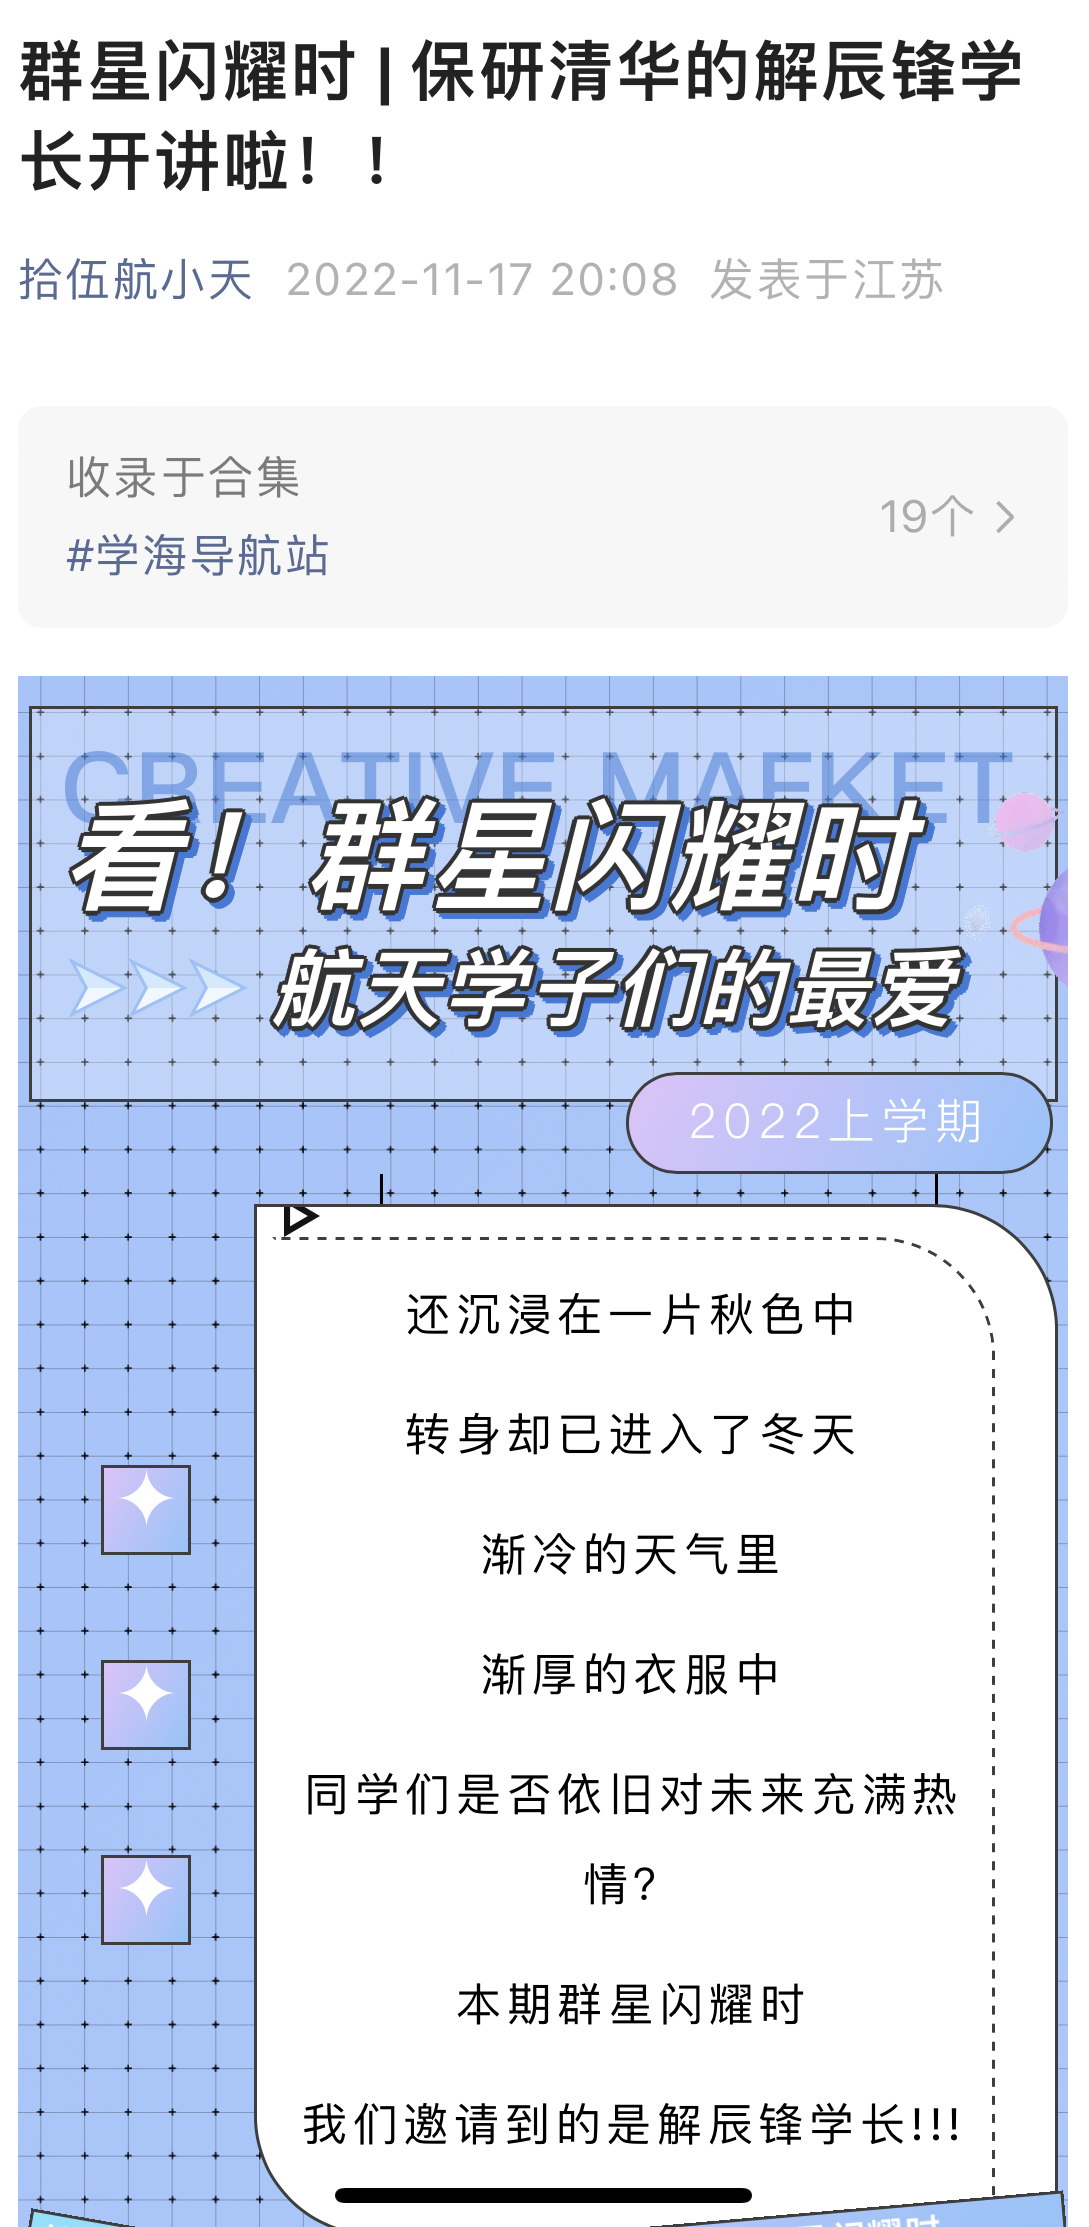 群星闪耀时 | 保研清华的解辰锋学
长开讲啦！！
拾伍航小天 2022-11-17 20:08 发表于江苏
收录于合集
#学海导航站
19个
CREATIVE MAEKET
看！群星闪耀时
航天学子们的最爱
2022上学期
还沉浸在一片秋色中
转身却已进入了冬天
渐冷的天气里
渐厚的衣服中
同学们是否依旧对未来充满热
情?
本期群星闪耀时
我们邀请到的是解辰锋学长!!!